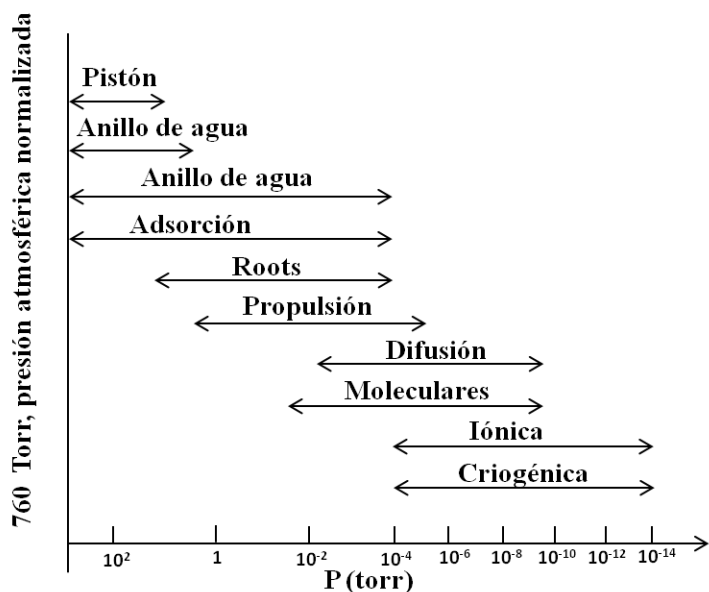 760 Torr, presión atmosférica normalizada
Pistón
Anillo de agua
Anillo de agua
Adsorción
Roots
Propulsión
Difusión
Moleculares
Iónica
Criogénica
10² 1 10⁻² 10⁻⁴ 10⁻⁶ 10⁻⁸ 10⁻¹⁰ 10⁻¹² 10⁻¹⁴
P (torr)